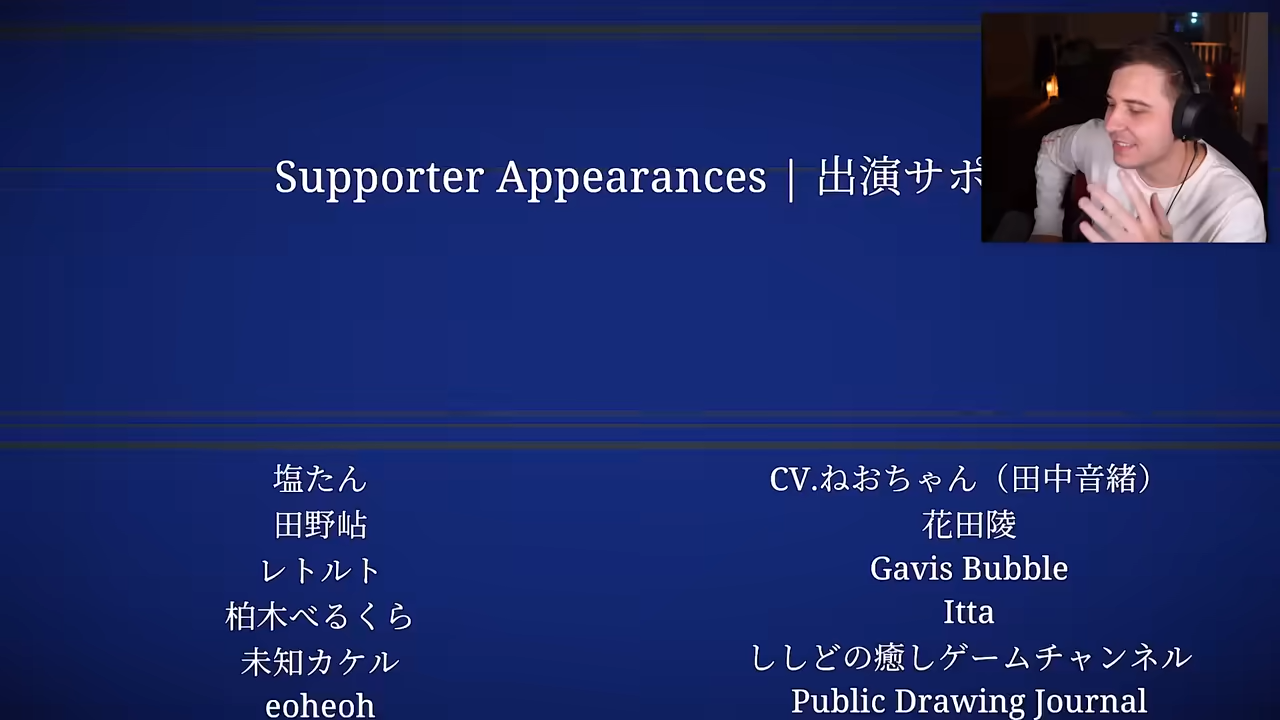 Supporter Appearances | 出演サポ
塩たん
CV.ねおちゃん（田中音緒）
田野岾
花田陵
レトルト
Gavis Bubble
柏木べるくら
Itta
未知カケル
ししどの癒しゲームチャンネル
eoheoh
Public Drawing Journal